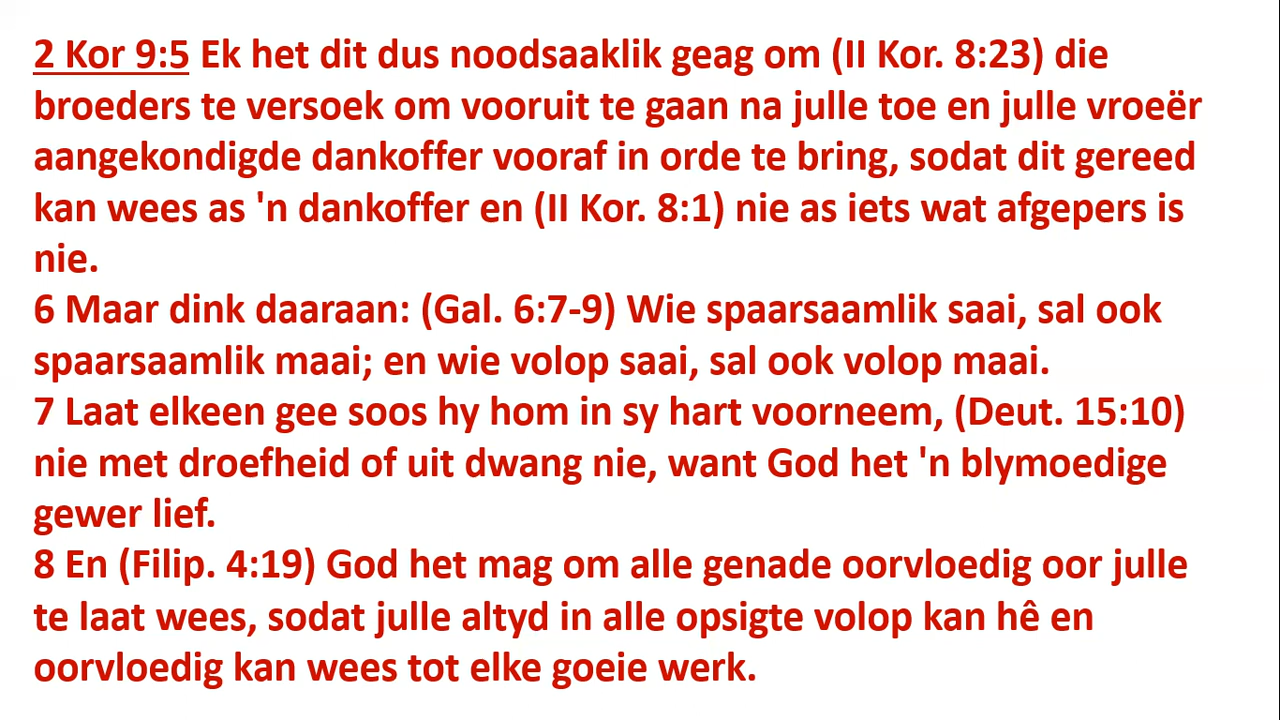 2 Kor 9:5 Ek het dit dus noodsaaklik geag om (II Kor. 8:23) die
broeders te versoek om vooruit te gaan na julle toe en julle vroeër
aangekondigde dankoffer vooraf in orde te bring, sodat dit gereed
kan wees as 'n dankoffer en (II Kor. 8:1) nie as iets wat afgepers is
nie.
6 Maar dink daaraan: (Gal. 6:7-9) Wie spaarsaamlik saai, sal ook
spaarsaamlik maai; en wie volop saai, sal ook volop maai.
7 Laat elkeen gee soos hy hom in sy hart voorneem, (Deut. 15:10)
nie met droefheid of uit dwang nie, want God het 'n blymoedige
gewer lief.
8 En (Filip. 4:19) God het mag om alle genade oorvloedig oor julle
te laat wees, sodat julle altyd in alle opsigte volop kan hê en
oorvloedig kan wees tot elke goeie werk.